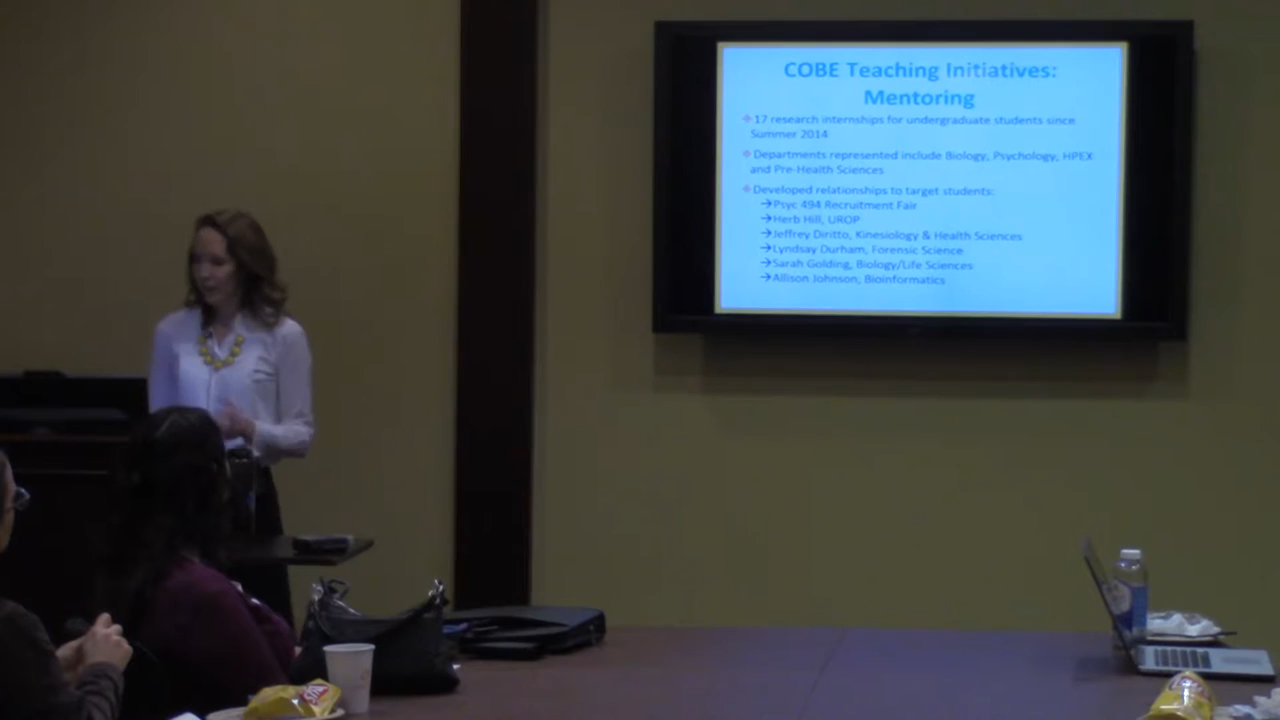 COBE Teaching Initiatives:
Mentoring
17 research internships for undergraduate students since
Summer 2014
Departments represented include Biology, Psychology, HPEX
and Pre-Health Sciences
Developed relationships to target students:
→Psyc 494 Recruitment Fair
→Herb Hill, UROP
→Jeffrey Diritto, Kinesiology & Health Sciences
→Lyndsay Durham, Forensic Science
→Sarah Golding, Biology/Life Sciences
→Allison Johnson, Bioinformatics